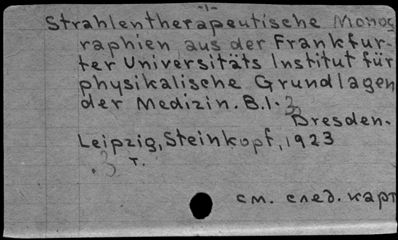 -1-
Strahlentherapeutische Monog
raphien aus der Frankfur-
ter Universitäts Institut für
physikalische Grundlagen
der Medizin. B.1-3
Dresden-
Leipzig, Steinkopf, 1923
3 т.
см. след. карт